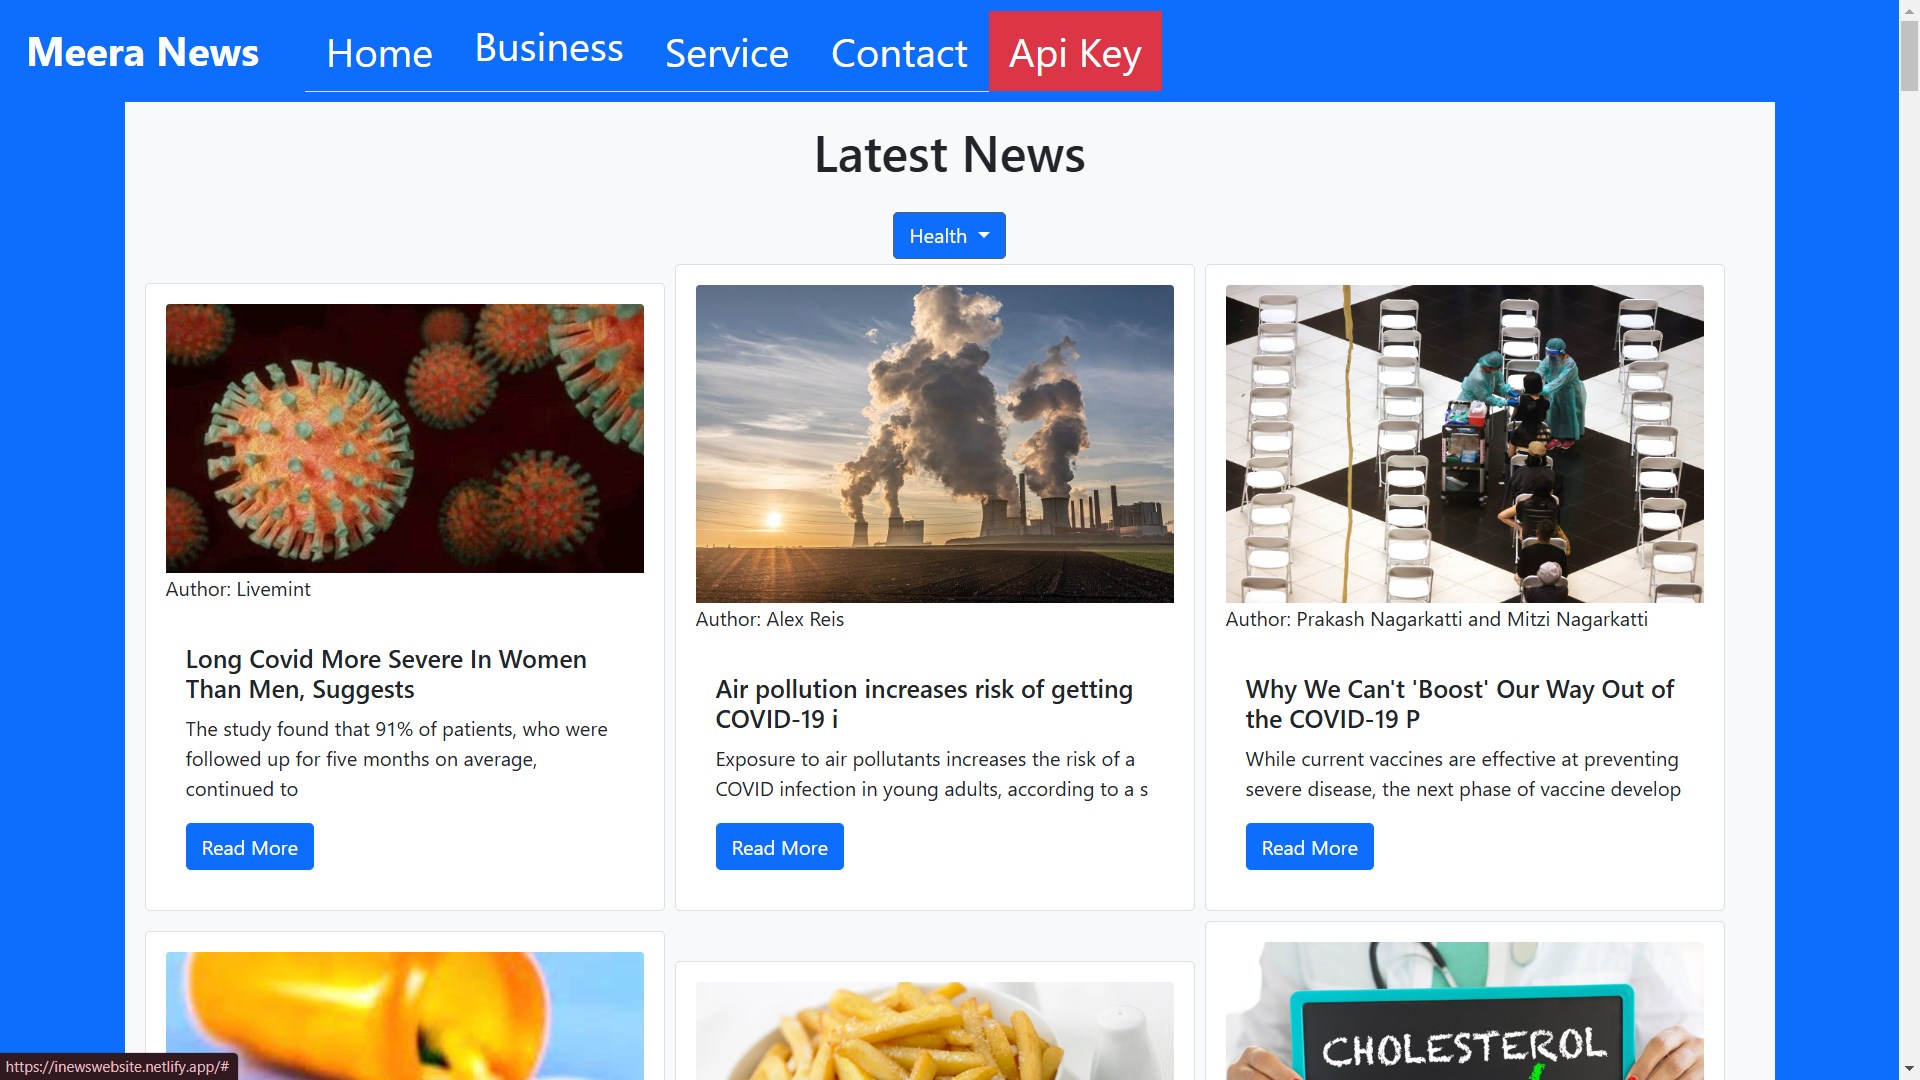 Meera News Home Business Service Contact Api Key
Latest News
Health
Author: Livemint
Long Covid More Severe In Women
Than Men, Suggests
The study found that 91% of patients, who were
followed up for five months on average,
continued to
Read More
Author: Alex Reis
Air pollution increases risk of getting
COVID-19 i
Exposure to air pollutants increases the risk of a
COVID infection in young adults, according to a s
Read More
Author: Prakash Nagarkatti and Mitzi Nagarkatti
Why We Can't 'Boost' Our Way Out of
the COVID-19 P
While current vaccines are effective at preventing
severe disease, the next phase of vaccine develop
Read More
CHOLESTEROL
https://inewswebsite.netlify.app/#